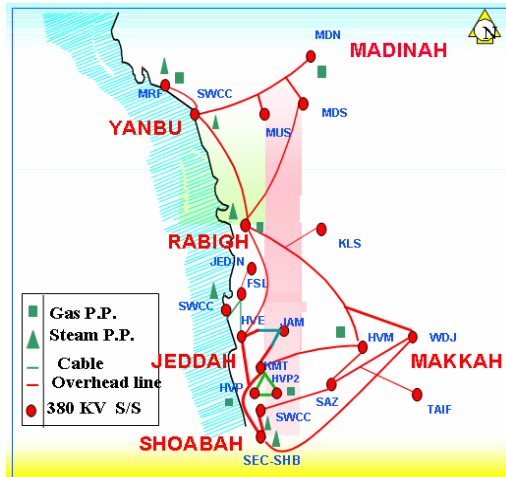 MDN
N
MADINAH
MRF
SWCC
MDS
YANBU
MUS
RABIGH
KLS
JED/N
FSL
SWCC
HVE
JAM
Gas P.P.
Steam P.P.
Cable
Overhead line
380 KV S/S
JEDDAH
HVM
WDJ
MAKKAH
KMT
HVP
HVP2
SAZ
TAIF
SWCC
SHOABAH
SEC-SHB